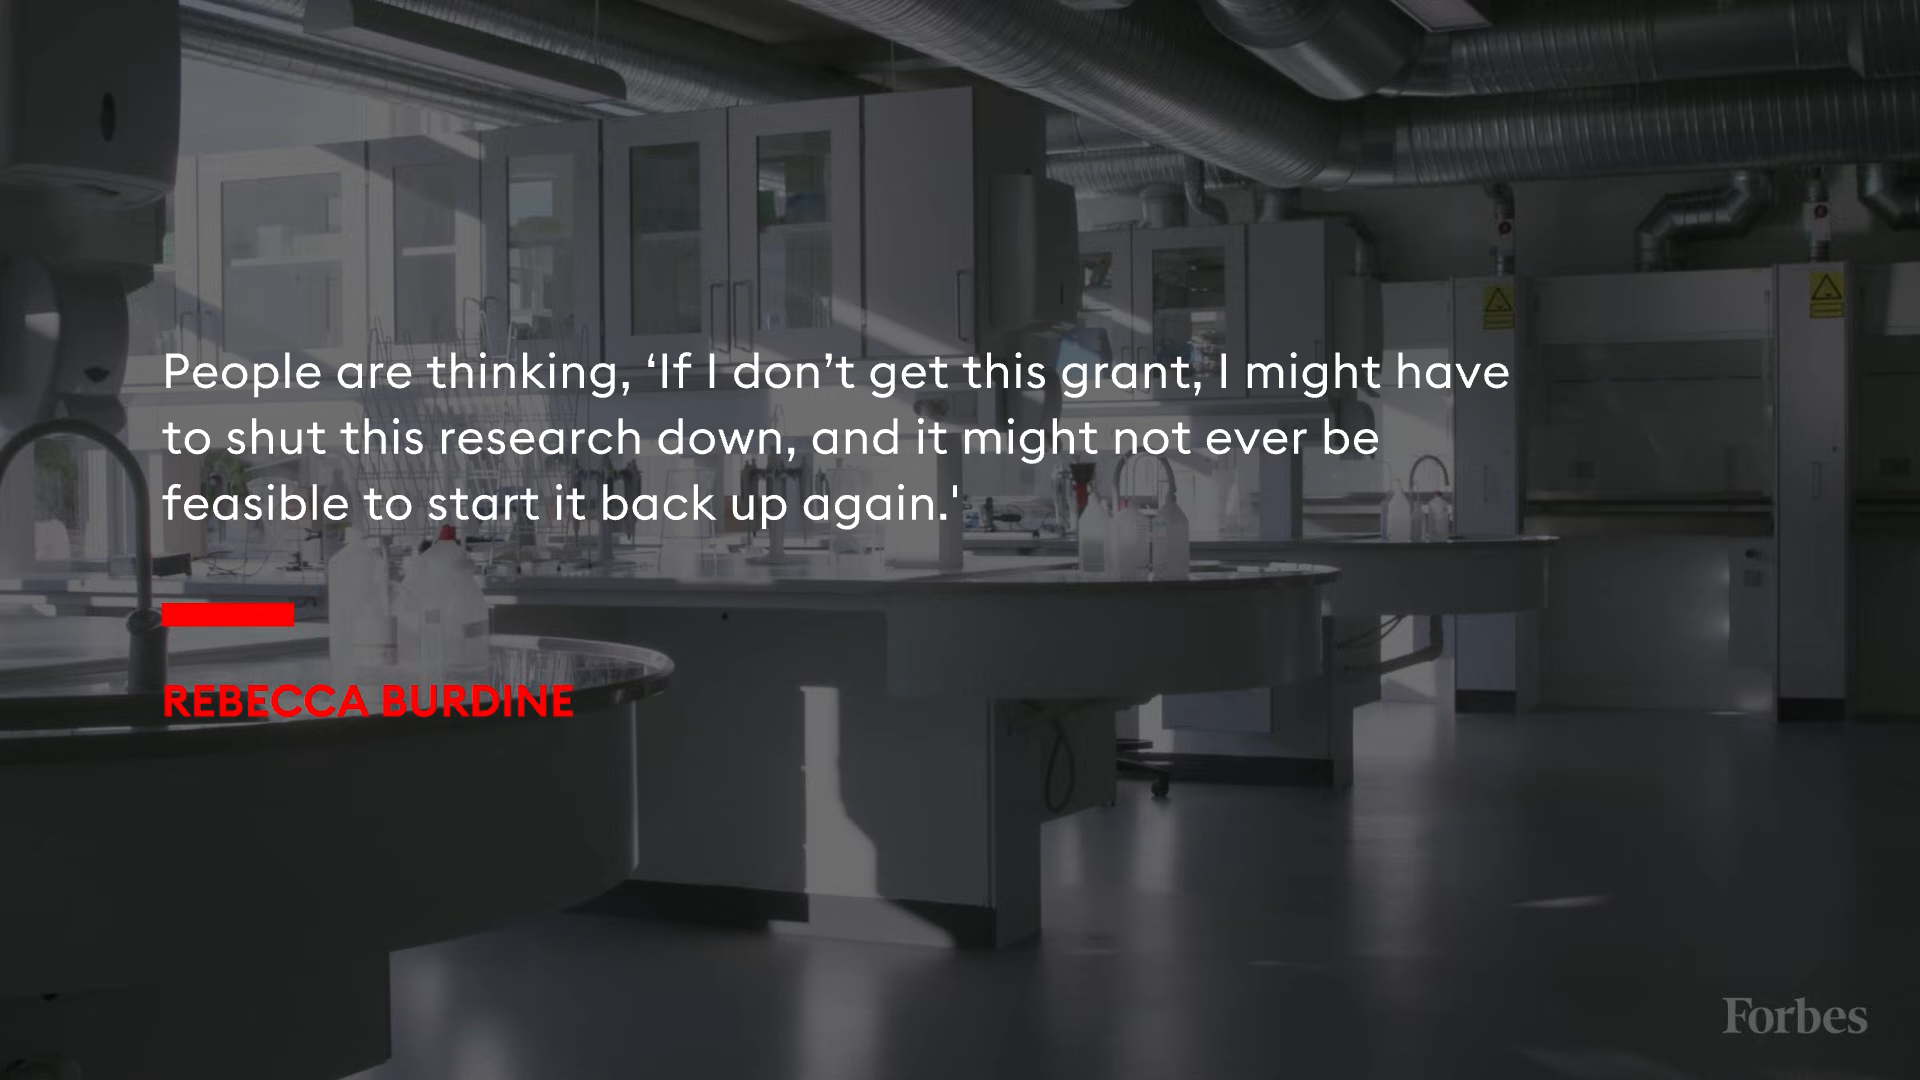 People are thinking, ‘If I don’t get this grant, I might have
to shut this research down, and it might not ever be
feasible to start it back up again.'
REBECCA BURDINE
Forbes